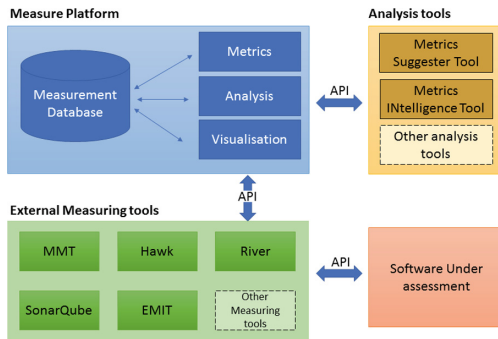 Measure Platform
Measurement
Database
Metrics
Analysis
Visualisation
API
Analysis tools
Metrics
Suggester Tool
Metrics
INtelligence Tool
Other analysis
tools
API
External Measuring tools
MMT
Hawk
River
SonarQube
EMIT
Other
Measuring
tools
API
Software Under
assessment